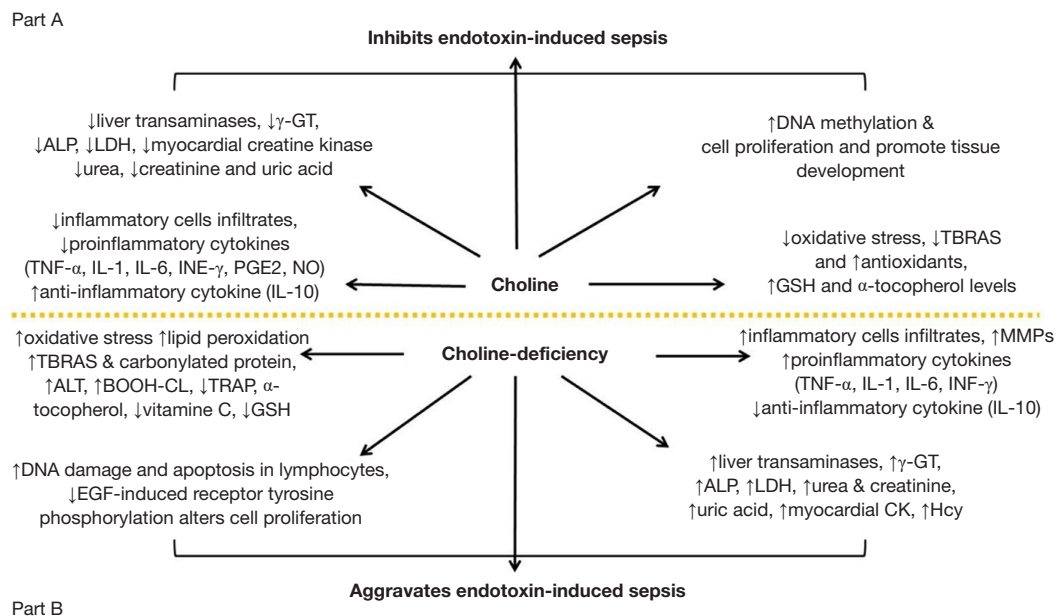 Part A
Inhibits endotoxin-induced sepsis
↓liver transaminases, ↓γ-GT,
↓ALP, ↓LDH, ↓myocardial creatine kinase
↓urea, ↓creatinine and uric acid
↑DNA methylation &
cell proliferation and promote tissue
development
↓inflammatory cells infiltrates,
↓proinflammatory cytokines
(TNF-α, IL-1, IL-6, INE-γ, PGE2, NO)
↑anti-inflammatory cytokine (IL-10)
Choline
↓oxidative stress, ↓TBRAS
and ↑antioxidants,
↑GSH and α-tocopherol levels
↑oxidative stress ↑lipid peroxidation
↑TBRAS & carbonylated protein,
↑ALT, ↑BOOH-CL, ↓TRAP, α-
tocopherol, ↓vitamine C, ↓GSH
Choline-deficiency
↑inflammatory cells infiltrates, ↑MMPs
↑proinflammatory cytokines
(TNF-α, IL-1, IL-6, INF-γ)
↓anti-inflammatory cytokine (IL-10)
↑DNA damage and apoptosis in lymphocytes,
↓EGF-induced receptor tyrosine
phosphorylation alters cell proliferation
↑liver transaminases, ↑γ-GT,
↑ALP, ↑LDH, ↑urea & creatinine,
↑uric acid, ↑myocardial CK, ↑Hcy
Aggravates endotoxin-induced sepsis
Part B